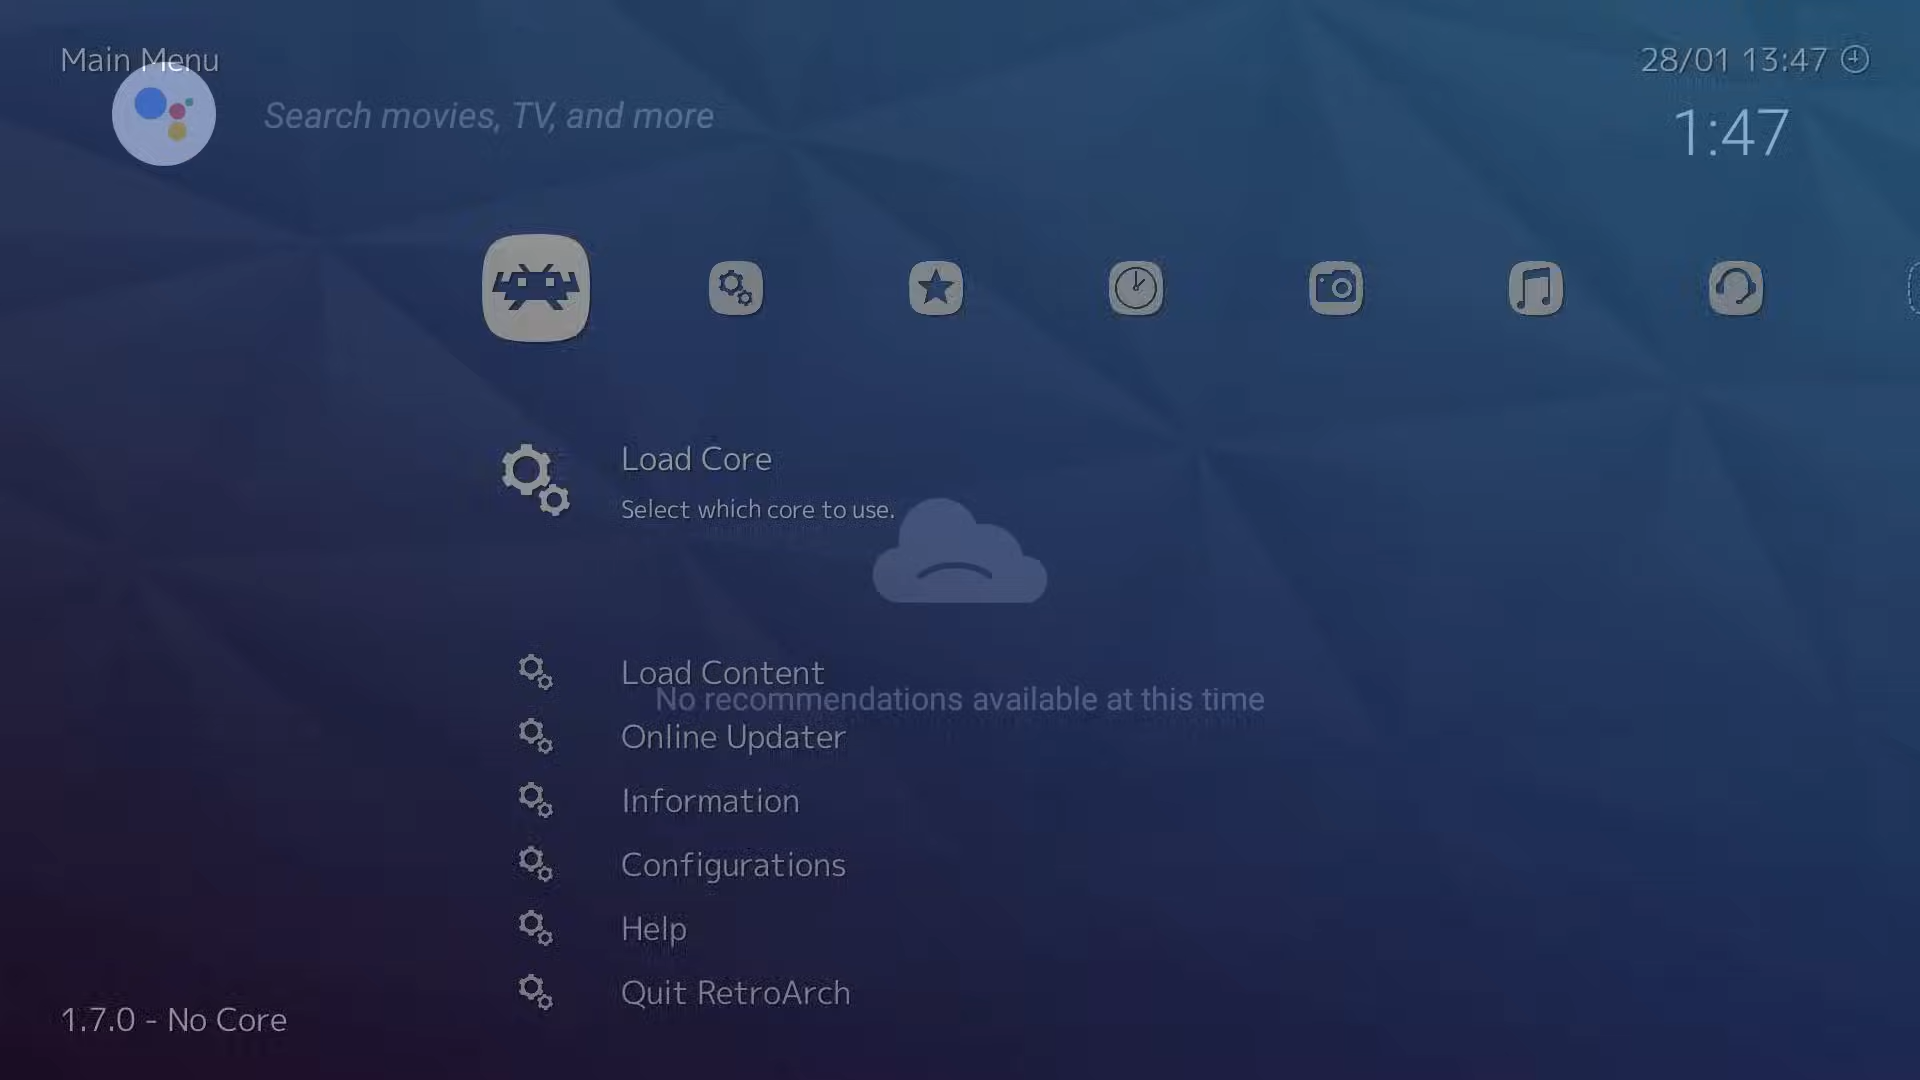 Main Menu
28/01 13:47
Search movies, TV, and more
1:47
Load Core
Select which core to use.
Load Content
No recommendations available at this time
Online Updater
Information
Configurations
Help
Quit RetroArch
1.7.0 - No Core